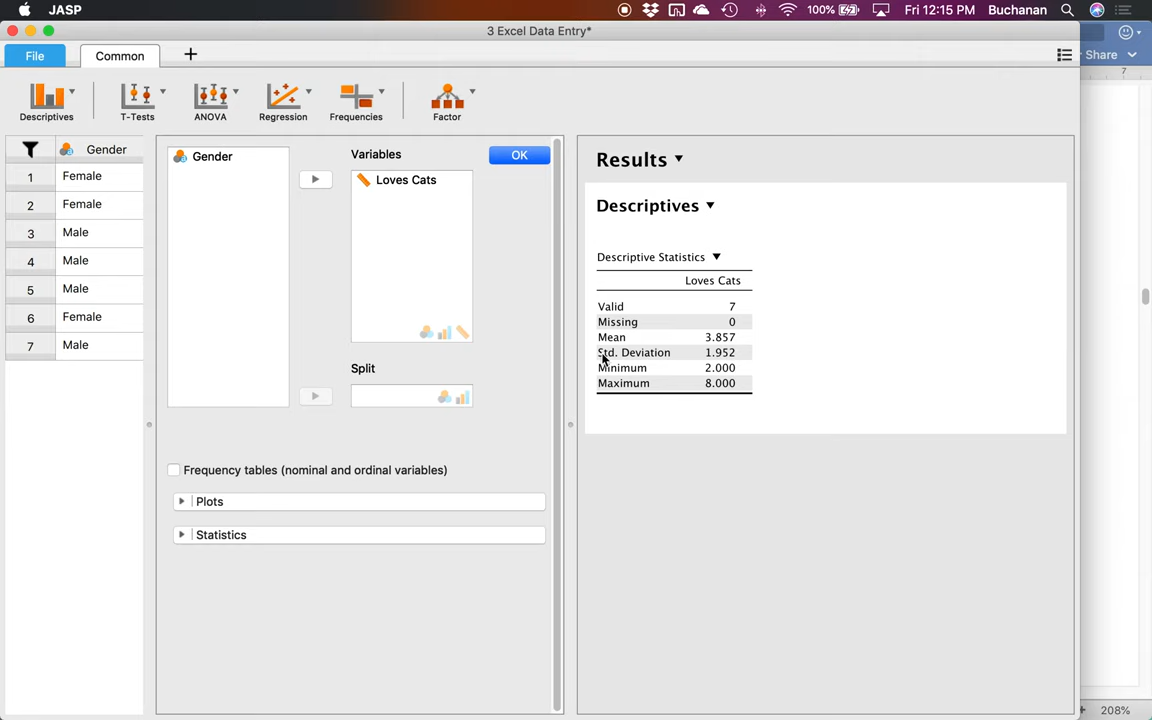 JASP 100% Fri 12:15 PM Buchanan
3 Excel Data Entry*
File Common + Share
7
Descriptives T-Tests ANOVA Regression Frequencies Factor
Gender
1 Female
2 Female
3 Male
4 Male
5 Male
6 Female
7 Male
Gender
Variables
OK
Loves Cats
Split
Frequency tables (nominal and ordinal variables)
Plots
Statistics
Results
Descriptives
Descriptive Statistics
Loves Cats
Valid 7
Missing 0
Mean 3.857
Std. Deviation 1.952
Minimum 2.000
Maximum 8.000
208%